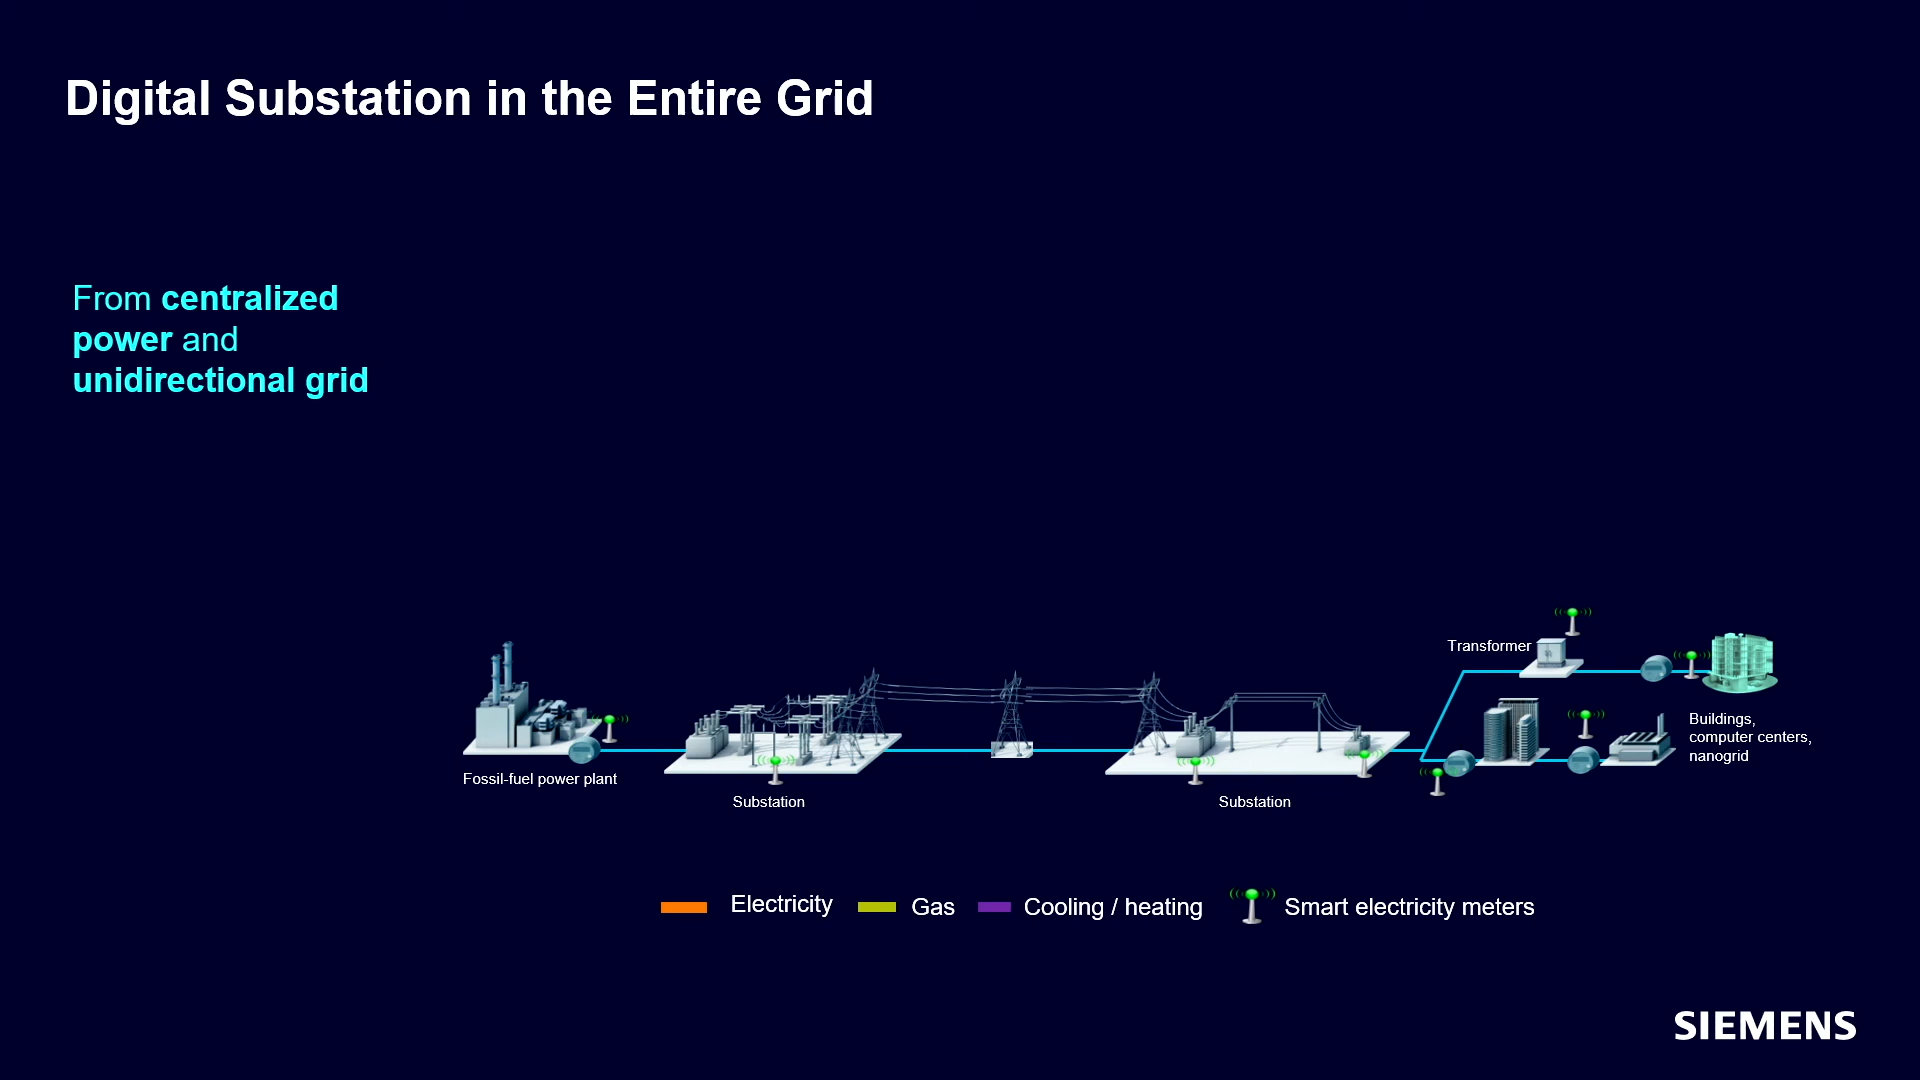 Digital Substation in the Entire Grid
From centralized
power and
unidirectional grid
Transformer
Buildings,
computer centers,
nanogrid
Fossil-fuel power plant
Substation
Substation
Electricity
Gas
Cooling / heating
Smart electricity meters
SIEMENS